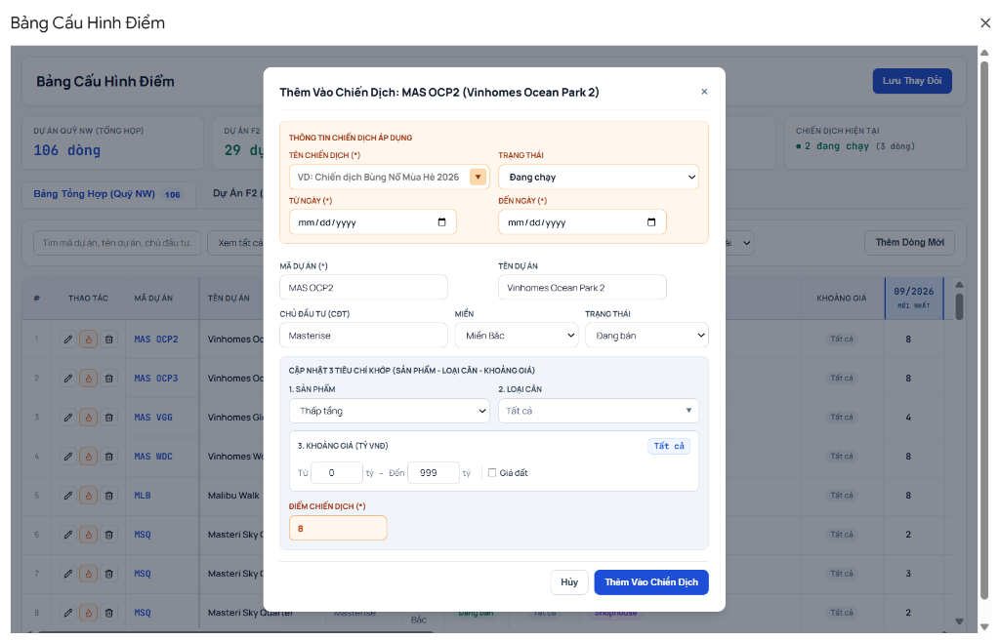 Bảng Cấu Hình Điểm
Bảng Cấu Hình Điểm
Lưu Thay Đổi
DỰ ÁN QUỸ NW (TỔNG HỢP)
106 dòng
DỰ ÁN F2
29
CHIẾN DỊCH HIỆN TẠI
2 đang chạy (3 dòng)
Bảng Tổng Hợp (Quỹ NW) 106
Dự Án F2
Tìm mã dự án, tên dự án, chủ đầu tư.
Xem tất cả
Thêm Dòng Mới
# THAO TÁC MÃ DỰ ÁN TÊN DỰ ÁN KHOẢNG GIÁ 09/2026
MỚI NHẤT
1 MAS OCP2 Vinhomes Tất cả 8
2 MAS OCP3 Vinhomes Tất cả 8
3 MAS VGG Vinhomes Tất cả 4
4 MAS WDC Vinhomes Tất cả 8
5 MLB Malibu Walk Tất cả 8
6 MSQ Masteri Sky Tất cả 2
7 MSQ Masteri Sky Tất cả 3
8 MSQ Masteri Sky Quarter Masterise Bắc Đang bán Tất cả Shophouse Tất cả 2
Thêm Vào Chiến Dịch: MAS OCP2 (Vinhomes Ocean Park 2)
THÔNG TIN CHIẾN DỊCH ÁP DỤNG
TÊN CHIẾN DỊCH (*) TRẠNG THÁI
VD: Chiến dịch Bùng Nổ Mùa Hè 2026 Đang chạy
TỪ NGÀY (*) ĐẾN NGÀY (*)
mm/dd/yyyy mm/dd/yyyy
MÃ DỰ ÁN (*) TÊN DỰ ÁN
MAS OCP2 Vinhomes Ocean Park 2
CHỦ ĐẦU TƯ (CĐT) MIỀN TRẠNG THÁI
Masterise Miền Bắc Đang bán
CẬP NHẬT 3 TIÊU CHÍ KHỚP (SẢN PHẨM - LOẠI CĂN - KHOẢNG GIÁ)
1. SẢN PHẨM 2. LOẠI CĂN
Thấp tầng Tất cả
3. KHOẢNG GIÁ (TỶ VNĐ) Tất cả
Từ 0 tỷ - Đến 999 tỷ Giá đất
ĐIỂM CHIẾN DỊCH (*)
8
Hủy Thêm Vào Chiến Dịch